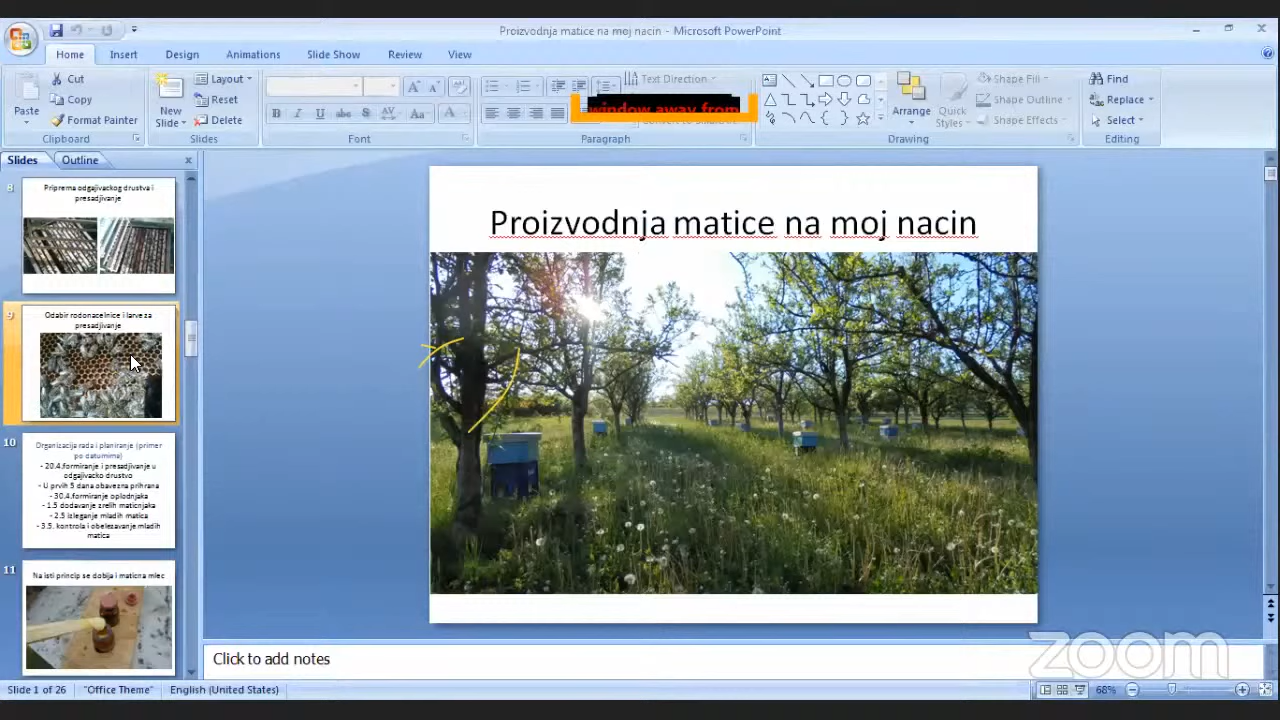 Proizvodnja matice na moj nacin - Microsoft PowerPoint
Home Insert Design Animations Slide Show Review View
Cut Layout Text Direction Shape Fill Find
Paste Copy New Slide Reset Arrange Quick Styles Shape Outline Replace
Format Painter Delete Shape Effects Select
window away from
Clipboard Slides Font Paragraph Drawing Editing
Slides Outline
8
Priprema odgajivackog drustva i
presadjivanje
9
Odabir rodonacelnice i larve za
presadjivanje
10
Organizacija rada i planiranje (primer
po datumima)
- 20.4.formiranje i presadjivanje u
odgajivacko drustvo
- U prvih 5 dana obavezna prihrana
- 30.4.formiranje oplodnjaka
- 1.5 dodavanje zrelih maticnjaka
- 2.5 izleganje mladih matica
- 3.5. kontrola i obelezavanje mladih
matica
11
Na isti princip se dobija i maticna mlec
Proizvodnja matice na moj nacin
Click to add notes
zoom
Slide 1 of 26 "Office Theme" English (United States) 68%